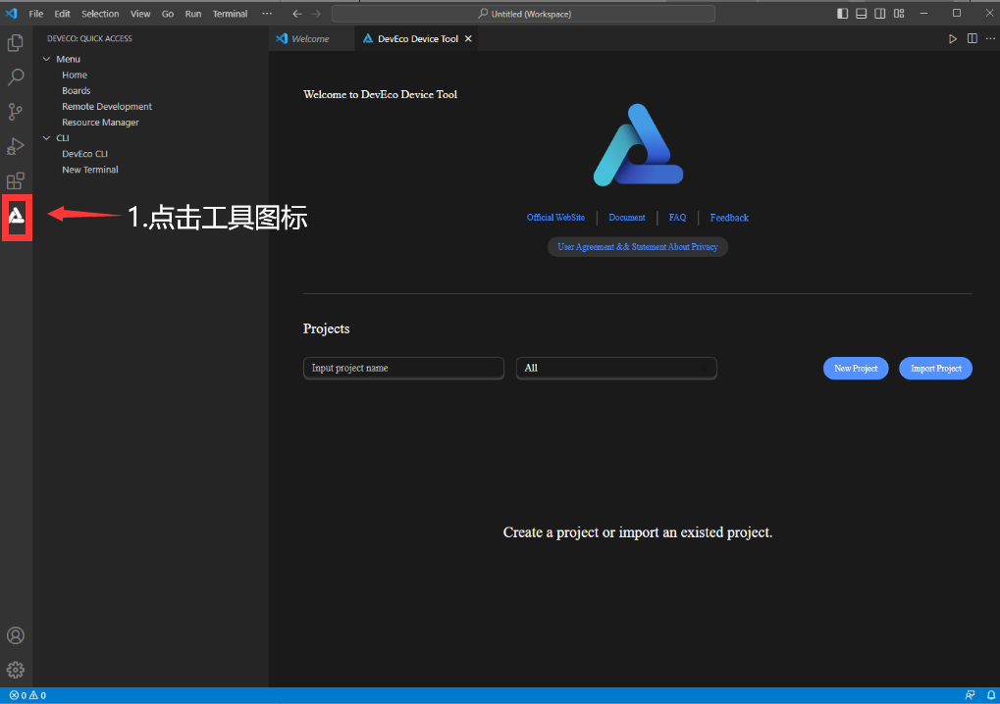 File Edit Selection View Go Run Terminal ··· Untitled (Workspace)
DEVECO: QUICK ACCESS
Menu
Home
Boards
Remote Development
Resource Manager
CLI
DevEco CLI
New Terminal
1.点击工具图标
Welcome DevEco Device Tool
Welcome to DevEco Device Tool
Official WebSite Document FAQ Feedback
User Agreement && Statement About Privacy
Projects
Input project name All New Project Import Project
Create a project or import an existed project.
0 0